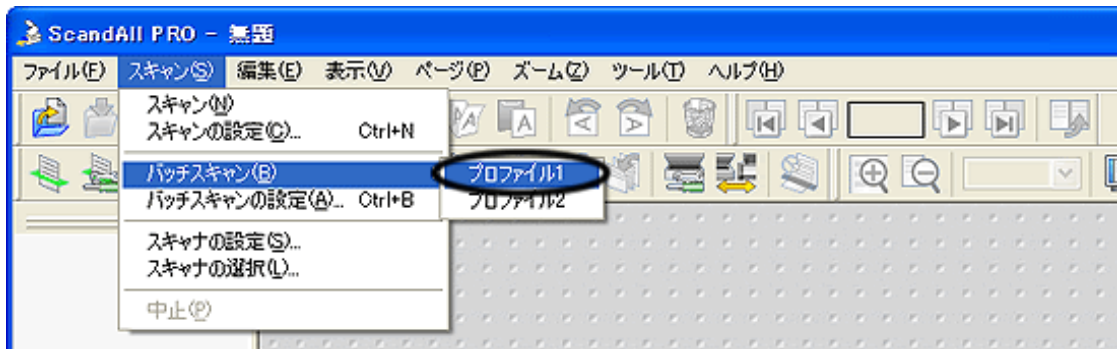 ScandAll PRO - 無題
ファイル(F) スキャン(S) 編集(E) 表示(V) ページ(P) ズーム(Z) ツール(T) ヘルプ(H)
スキャン(N)
スキャンの設定(C)... Ctrl+N
バッチスキャン(B) プロファイル1
バッチスキャンの設定(A)... Ctrl+B プロファイル2
スキャナの設定(S)...
スキャナの選択(L)...
中止(P)